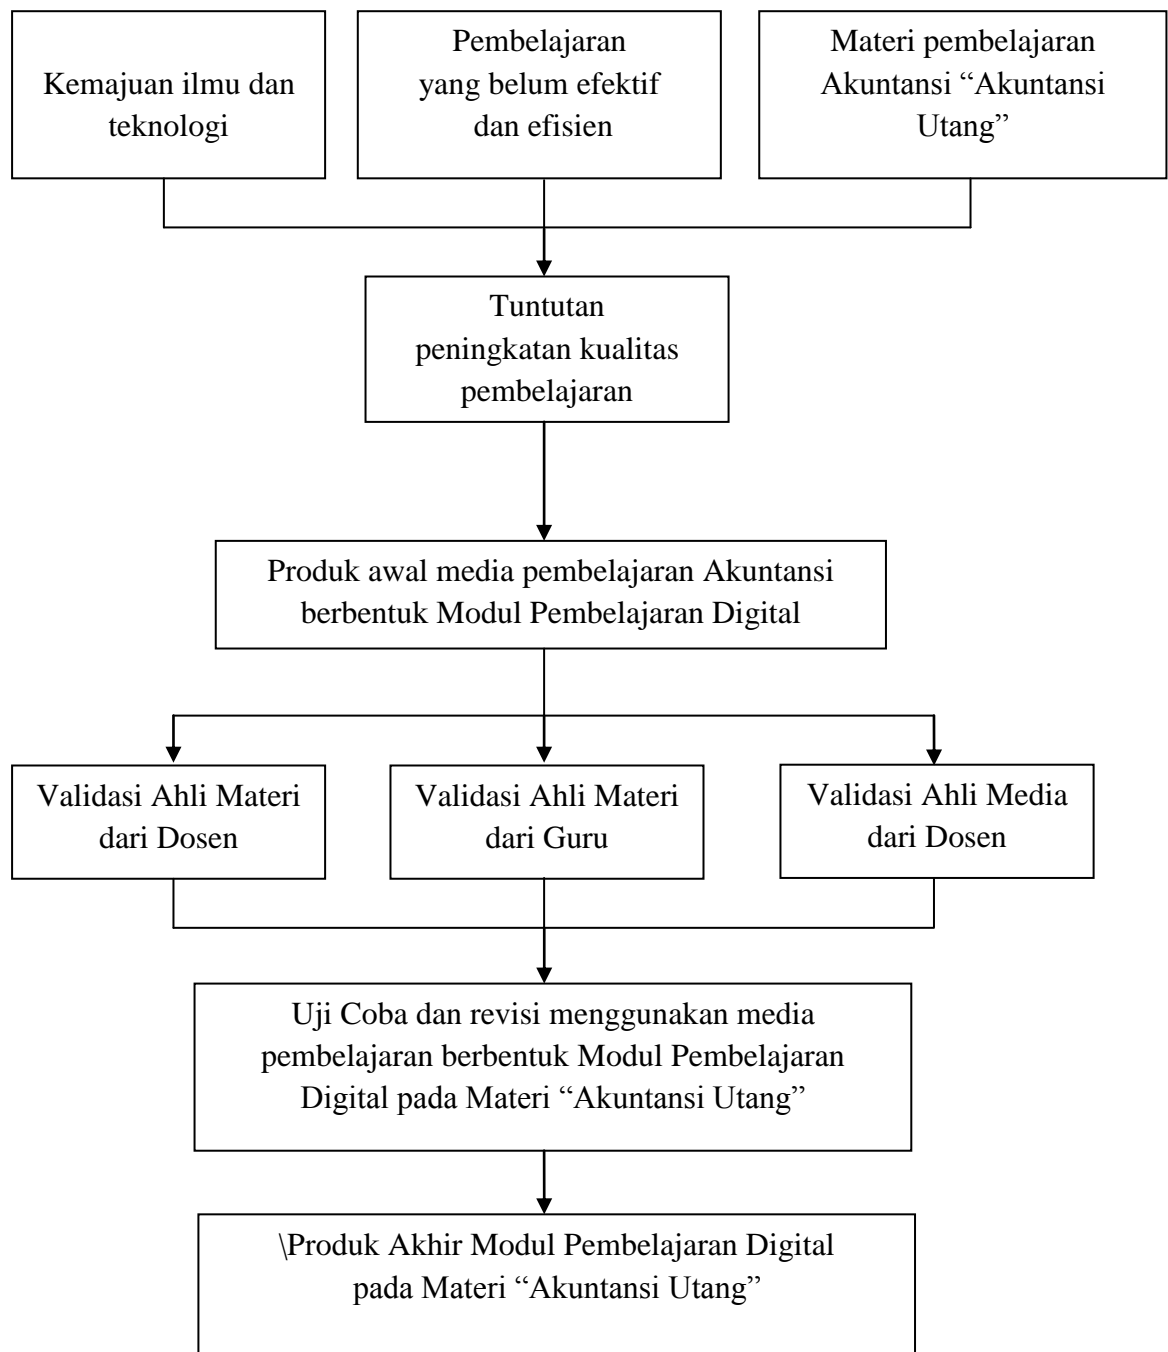 Kemajuan ilmu dan
teknologi
Pembelajaran
yang belum efektif
dan efisien
Materi pembelajaran
Akuntansi “Akuntansi
Utang”
Tuntutan
peningkatan kualitas
pembelajaran
Produk awal media pembelajaran Akuntansi
berbentuk Modul Pembelajaran Digital
Validasi Ahli Materi
dari Dosen
Validasi Ahli Materi
dari Guru
Validasi Ahli Media
dari Dosen
Uji Coba dan revisi menggunakan media
pembelajaran berbentuk Modul Pembelajaran
Digital pada Materi “Akuntansi Utang”
\Produk Akhir Modul Pembelajaran Digital
pada Materi “Akuntansi Utang”